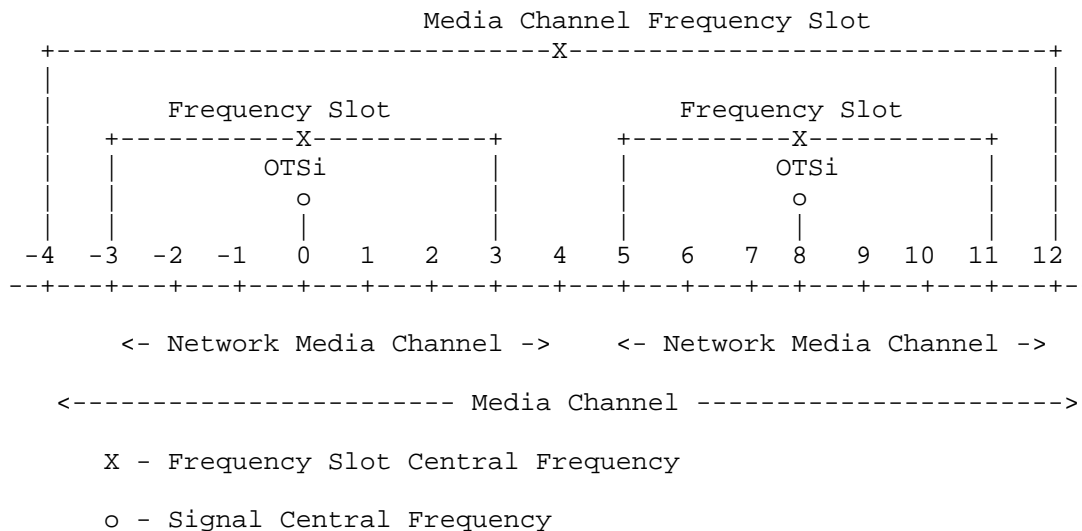 Media Channel Frequency Slot
+-------------------------------X------------------------------+
|                                                              |
|       Frequency Slot                  Frequency Slot         |
|   +-----------X-----------+       +----------X-----------+   |
|   |         OTSi          |       |         OTSi         |   |
|   |           o           |       |          o           |   |
|   |           |           |       |          |           |   |
-4  -3  -2  -1   0   1   2   3   4   5   6   7  8   9  10  11  12
--+---+---+---+---+---+---+---+---+---+---+---+--+---+---+---+---+-
<- Network Media Channel ->    <- Network Media Channel ->
<------------------------ Media Channel ----------------------->
X - Frequency Slot Central Frequency
o - Signal Central Frequency